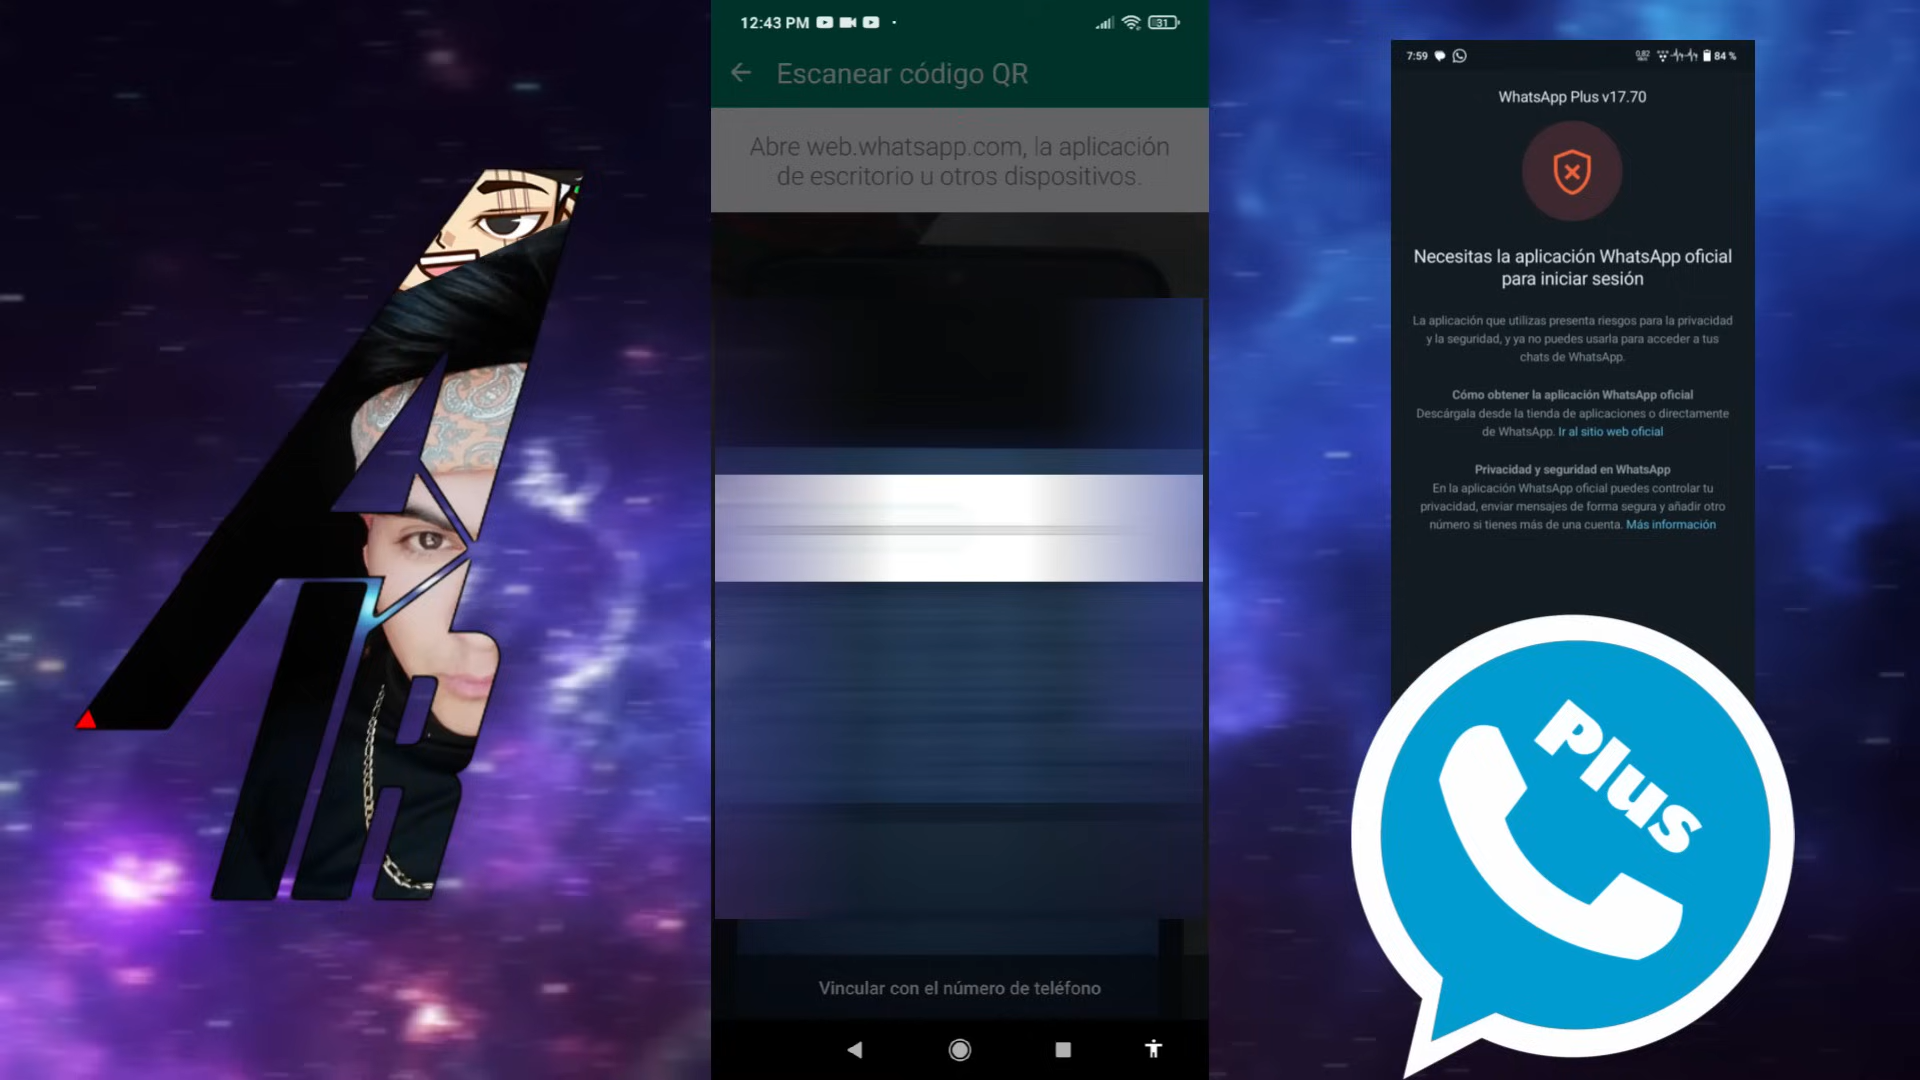 12:43 PM
31
Escanear código QR
Abre web.whatsapp.com, la aplicación
de escritorio u otros dispositivos.
Vincular con el número de teléfono
7:59
84 %
WhatsApp Plus v17.70
Necesitas la aplicación WhatsApp oficial
para iniciar sesión
La aplicación que utilizas presenta riesgos para la privacidad
y la seguridad, y ya no puedes usarla para acceder a tus
chats de WhatsApp.
Cómo obtener la aplicación WhatsApp oficial
Descárgala desde la tienda de aplicaciones o directamente
de WhatsApp. Ir al sitio web oficial
Privacidad y seguridad en WhatsApp
En la aplicación WhatsApp oficial puedes controlar tu
privacidad, enviar mensajes de forma segura y añadir otro
número si tienes más de una cuenta. Más información
Plus